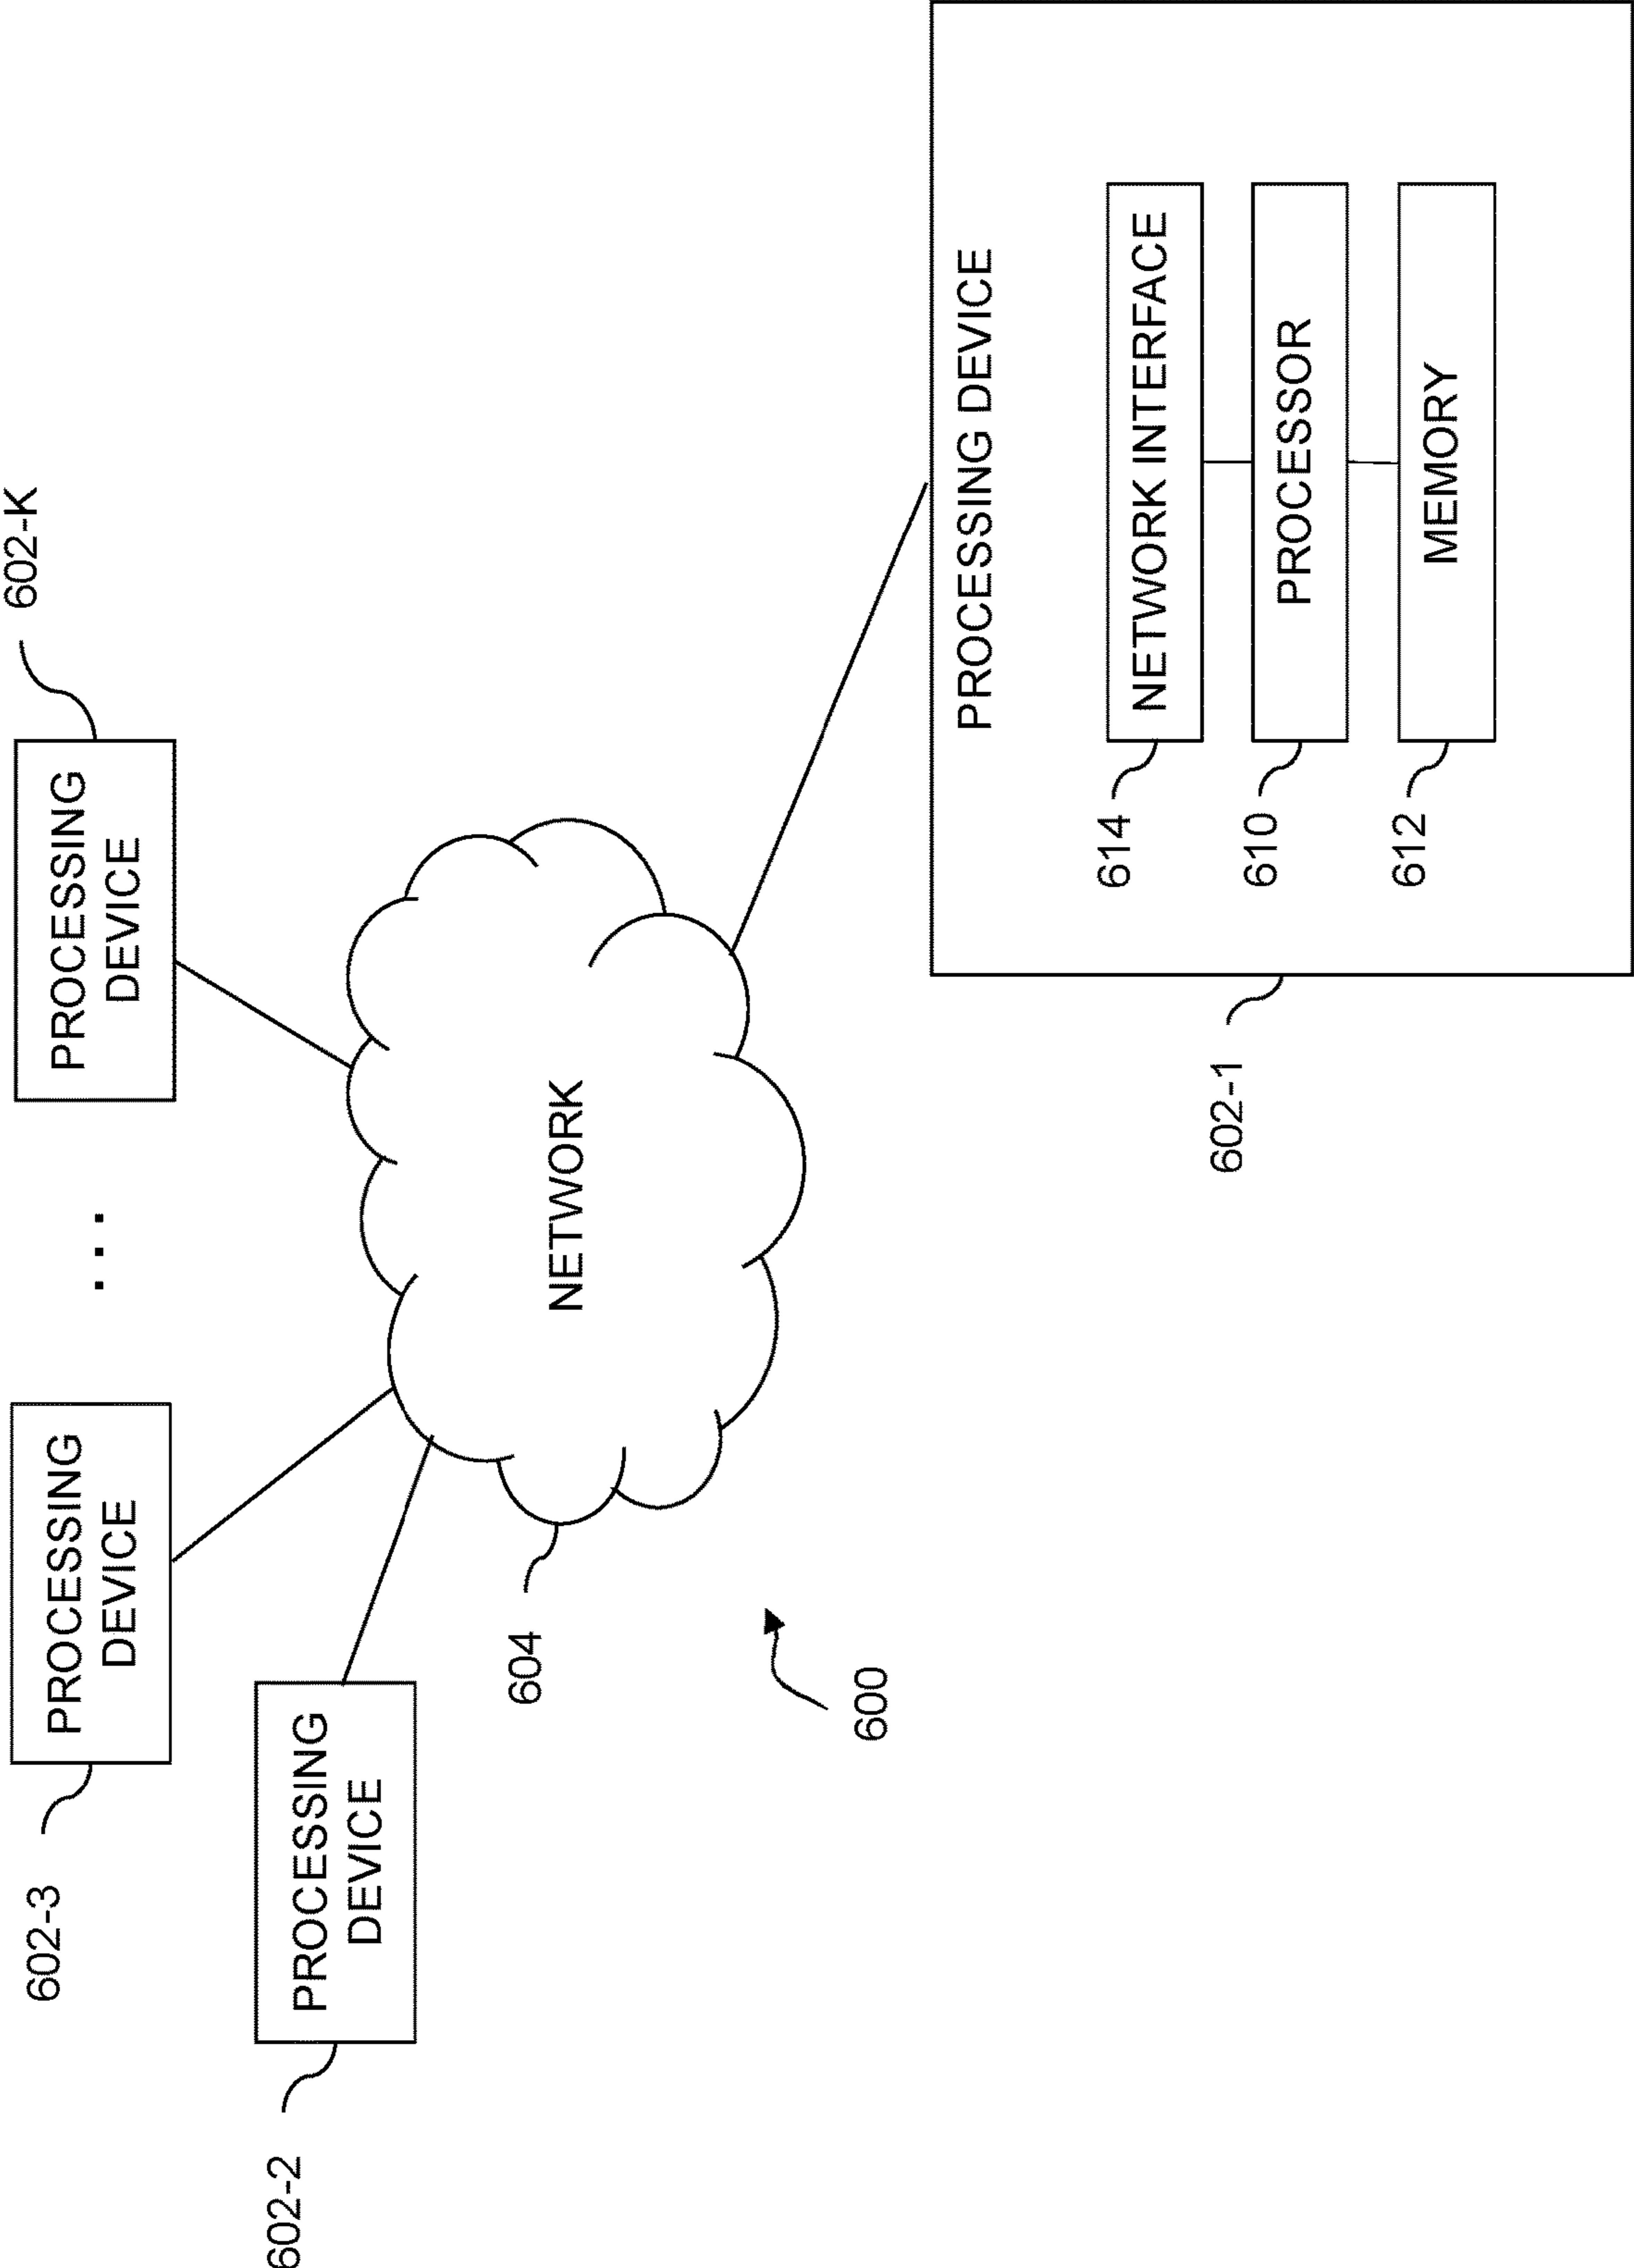 602-3
PROCESSING
DEVICE
. . .
PROCESSING
DEVICE
602-K
602-2
PROCESSING
DEVICE
604
NETWORK
600
PROCESSING DEVICE
614
NETWORK INTERFACE
602-1
610
PROCESSOR
612
MEMORY